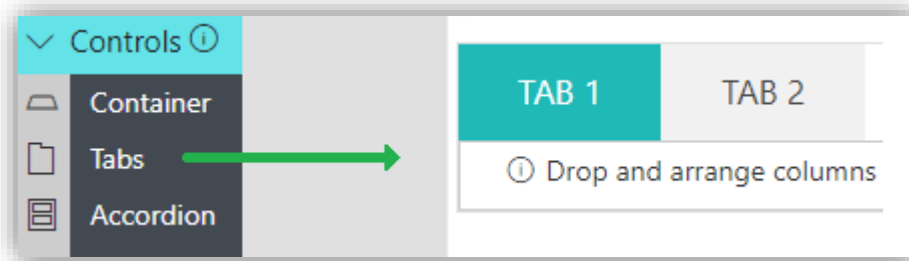 Controls
Container
Tabs
Accordion
TAB 1 TAB 2
Drop and arrange columns